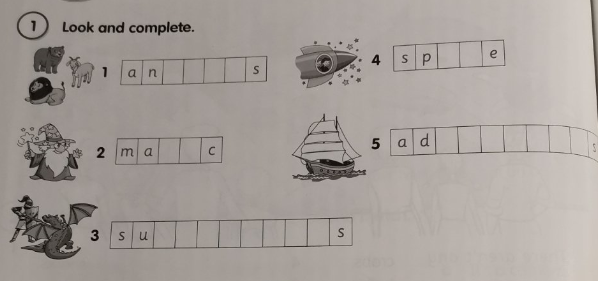 1 Look and complete.
1 a n s
4 s p e
2 m a c
5 a d s
3 s u s